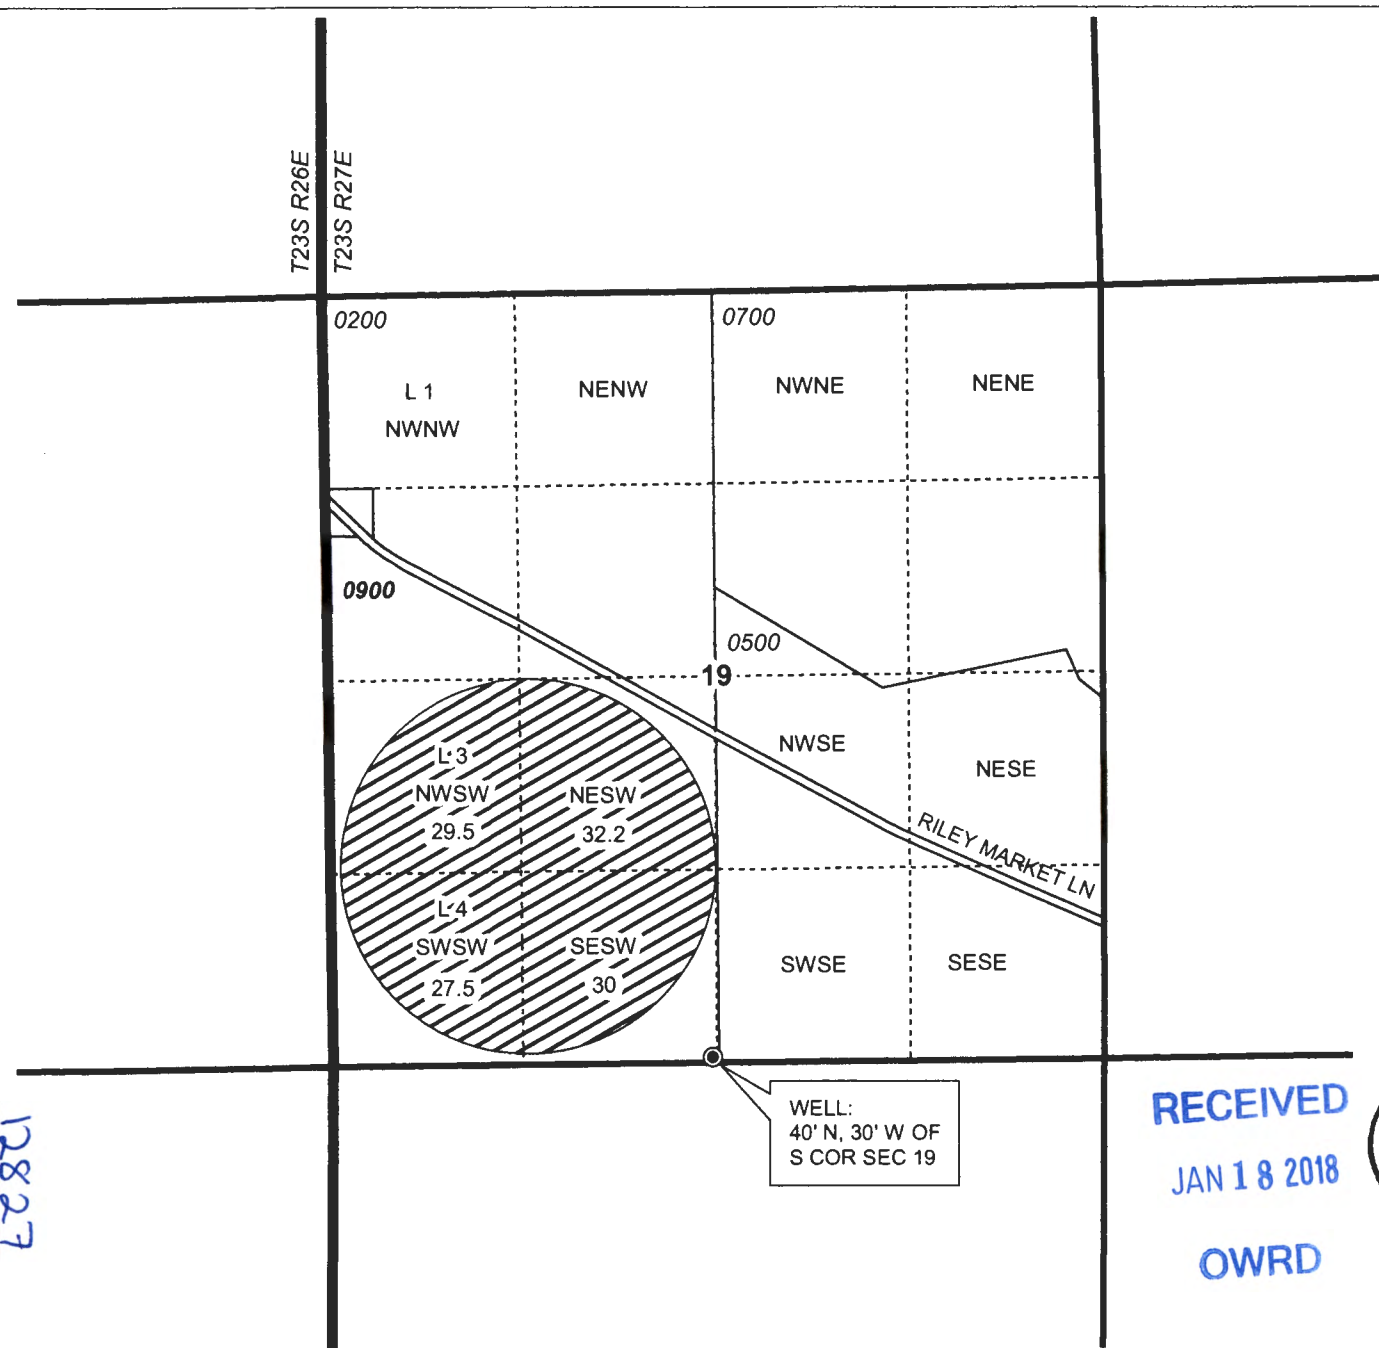 T23S R26E
T23S R27E
0200
0700
L 1
NWNW
NENW
NWNE
NENE
0900
0500
19
L 3
NWSW
29.5
NESW
32.2
NWSE
NESE
RILEY MARKET LN
L 4
SWSW
27.5
SESW
30
SWSE
SESE
WELL:
40' N, 30' W OF
S COR SEC 19
RECEIVED
JAN 18 2018
OWRD
12827